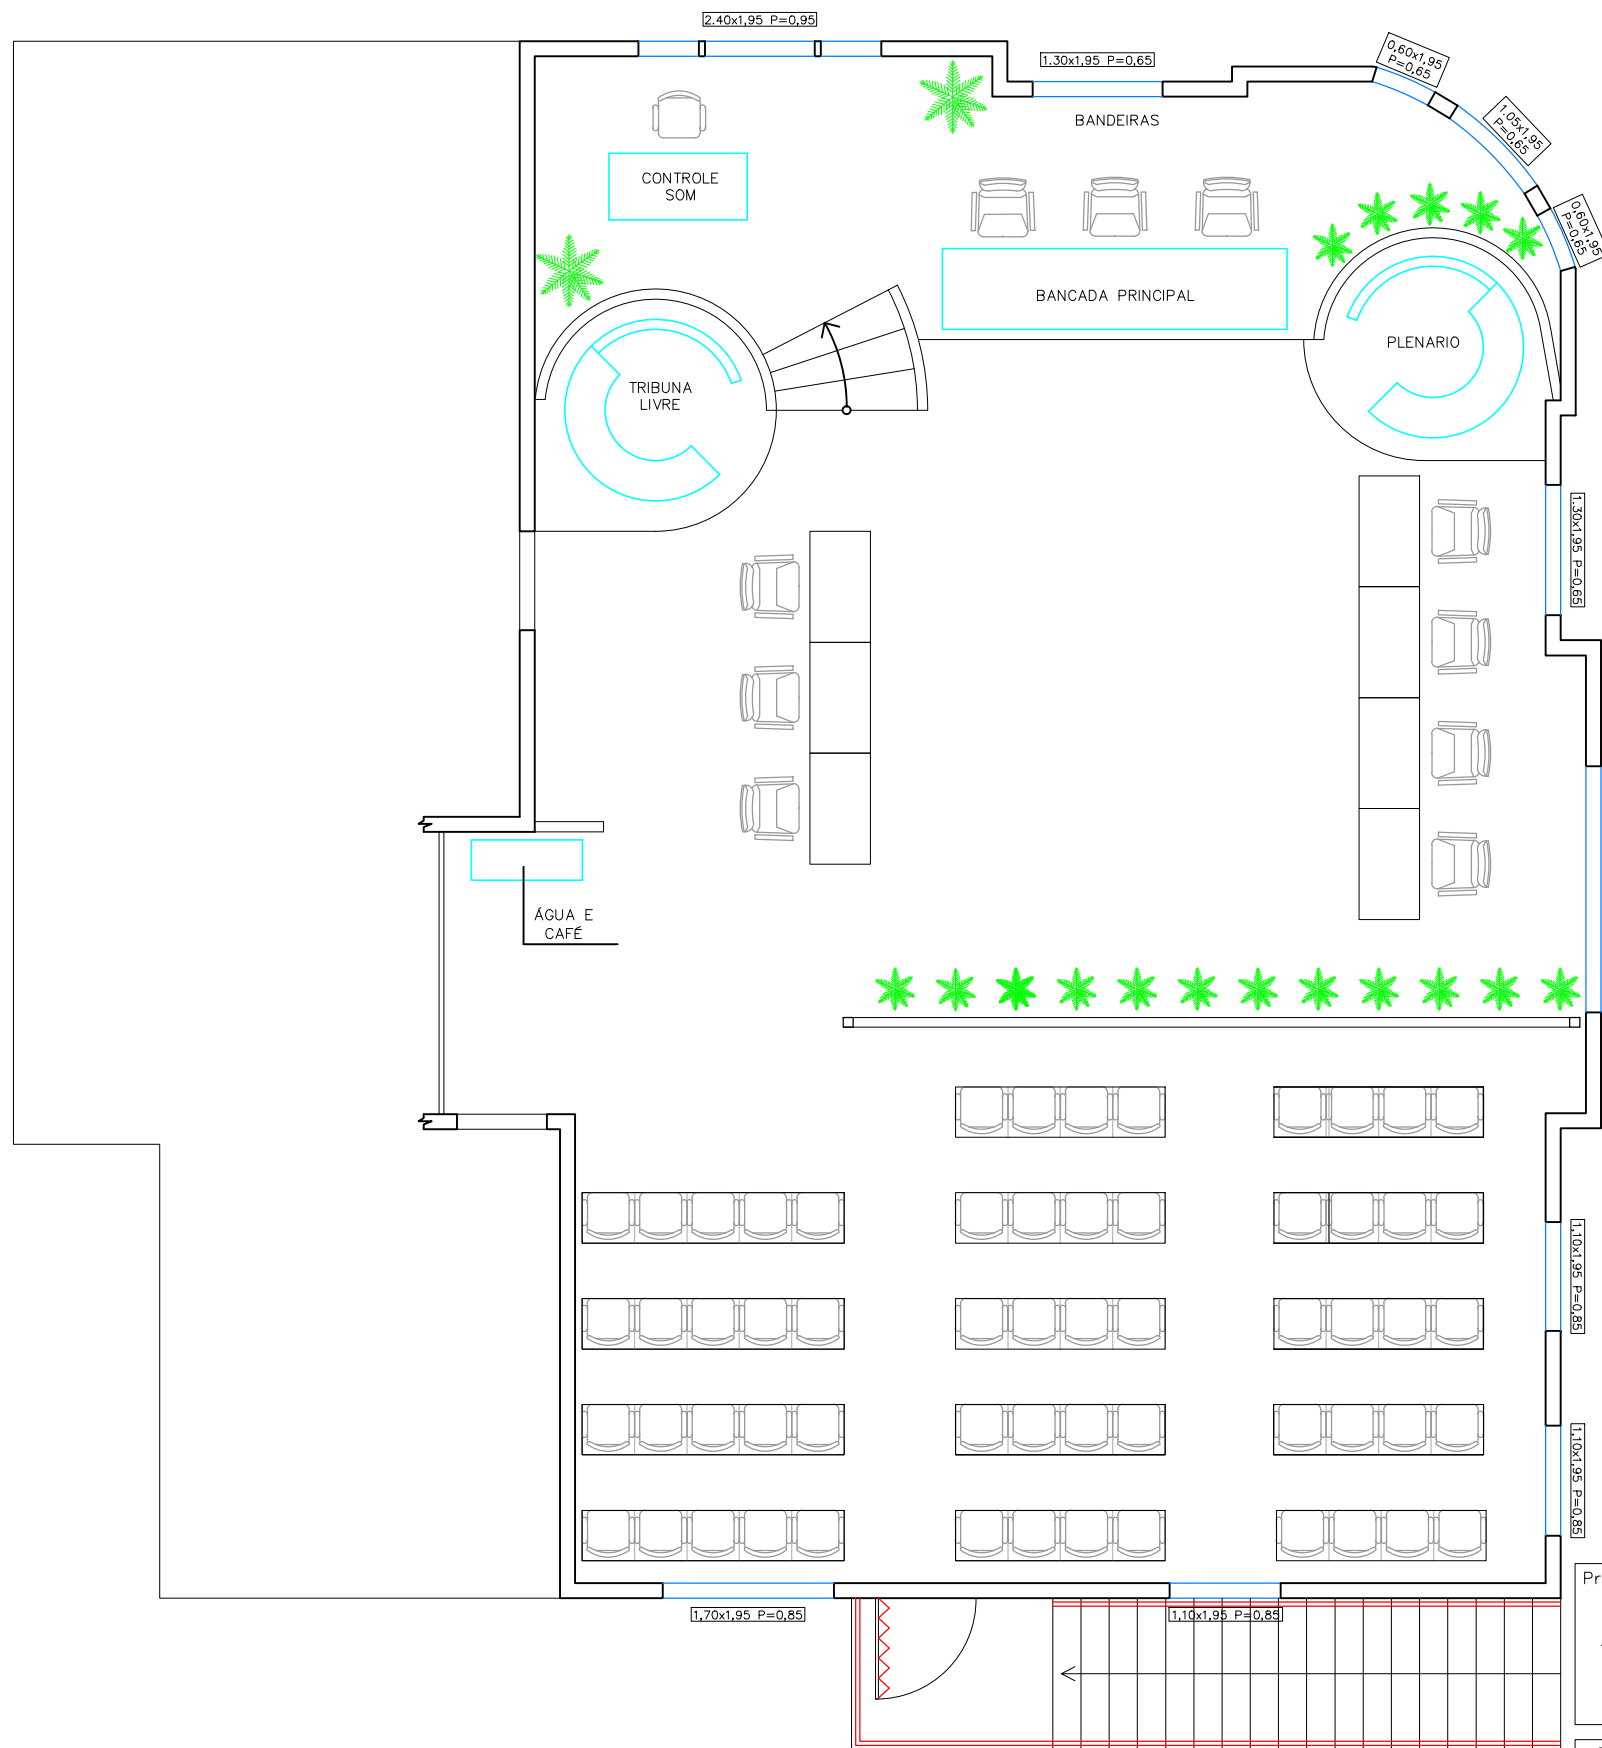 2.40x1,95 P=0,95
1.30x1,95 P=0,65
0,60x1,95
P=0,65
1.05x1,95
P=0,65
0,60x1,95
P=0,65
BANDEIRAS
CONTROLE
SOM
BANCADA PRINCIPAL
PLENARIO
TRIBUNA
LIVRE
1.30x1,95 P=0,65
ÁGUA E
CAFÉ
1,10x1,95 P=0,85
1,10x1,95 P=0,85
Pr
1,70x1,95 P=0,85
1,10x1,95 P=0,85